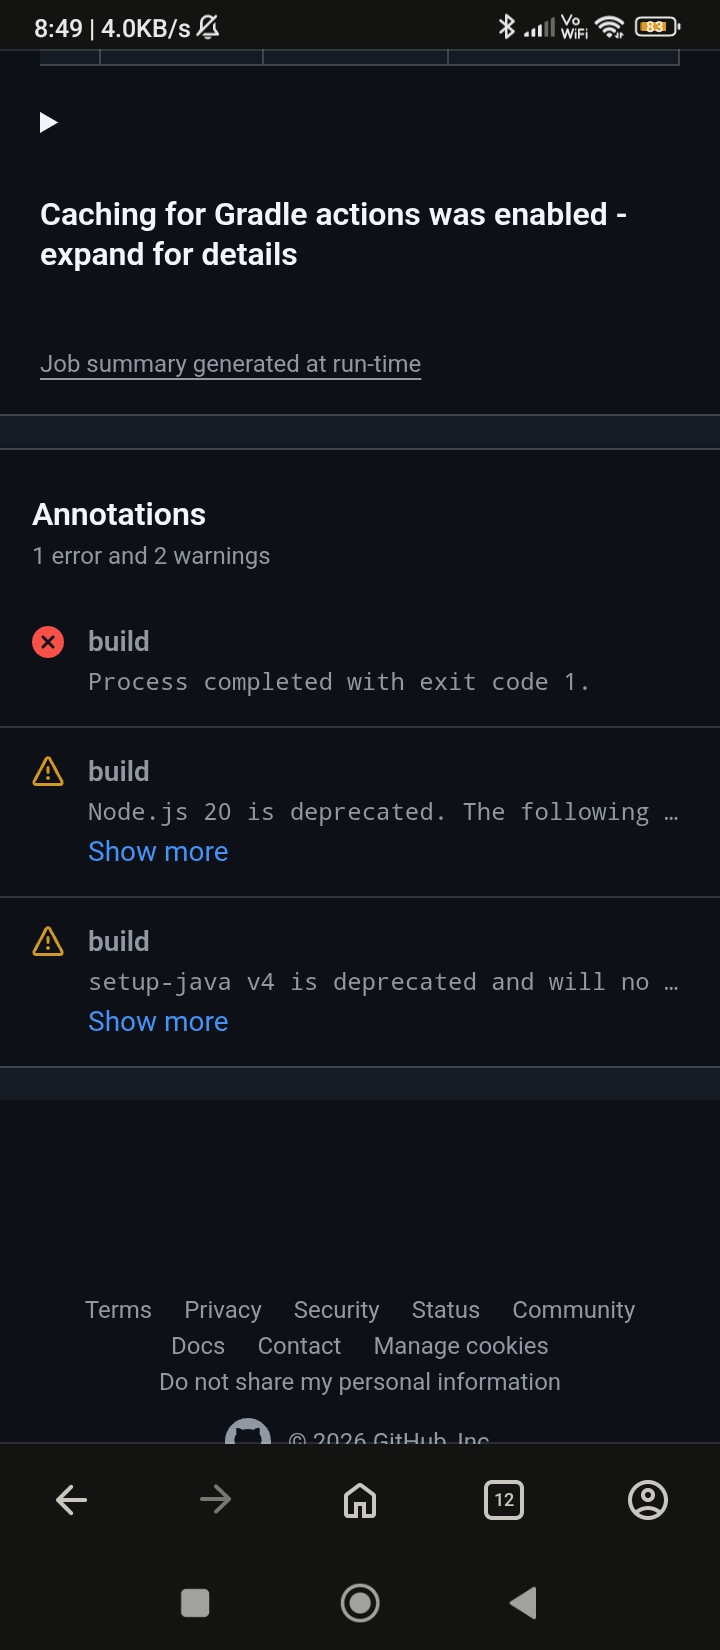 8:49 | 4.0KB/s
Vo
WiFi
83
Caching for Gradle actions was enabled -
expand for details
Job summary generated at run-time
Annotations
1 error and 2 warnings
build
Process completed with exit code 1.
build
Node.js 20 is deprecated. The following …
Show more
build
setup-java v4 is deprecated and will no …
Show more
Terms Privacy Security Status Community
Docs Contact Manage cookies
Do not share my personal information
© 2026 GitHub, Inc.
12